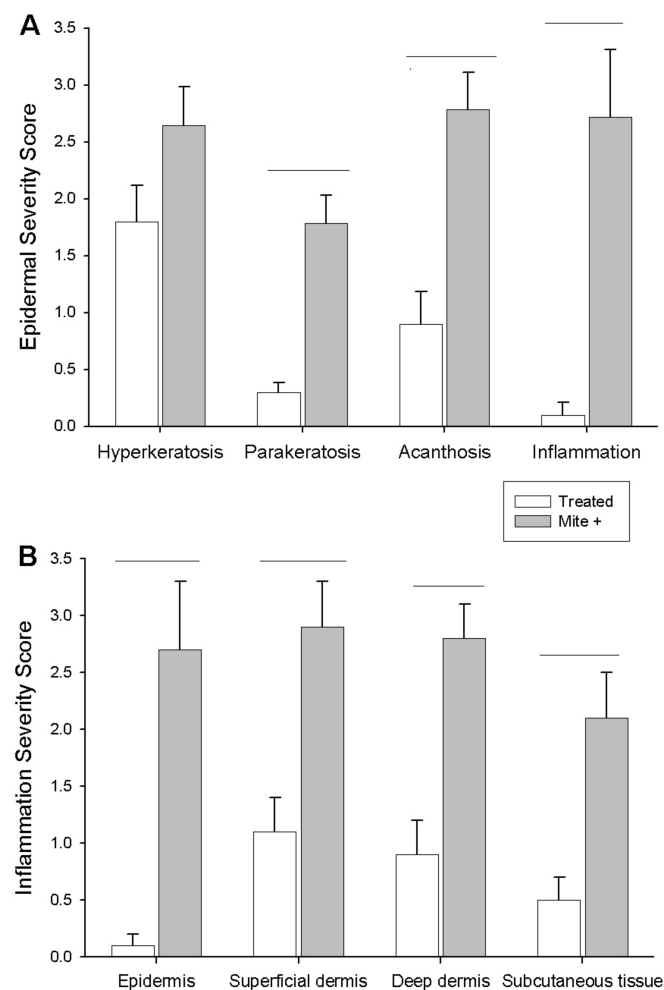 A
3.5
3.0
2.5
2.0
1.5
1.0
0.5
0.0
Epidermal Severity Score
Hyperkeratosis Parakeratosis Acanthosis Inflammation
Treated
Mite +
B
3.5
3.0
2.5
2.0
1.5
1.0
0.5
0.0
Inflammation Severity Score
Epidermis Superficial dermis Deep dermis Subcutaneous tissue